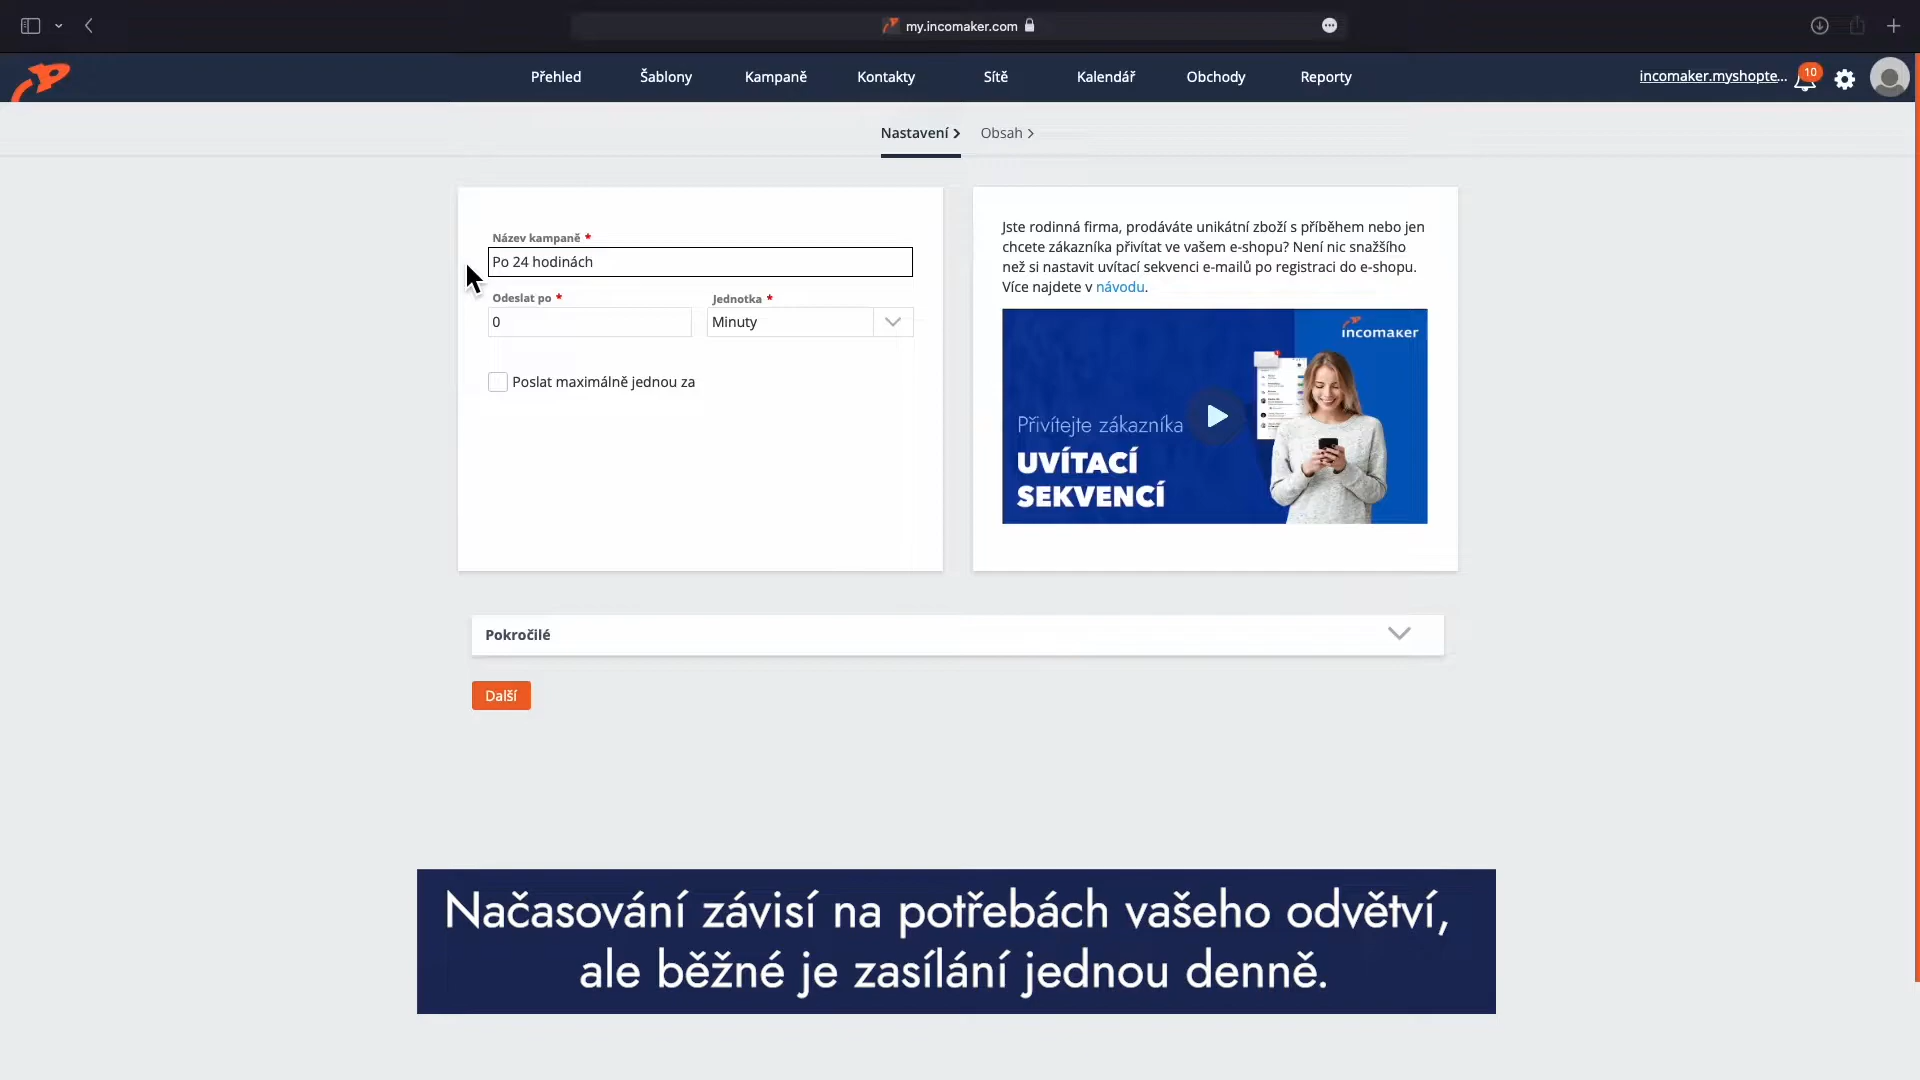 my.incomaker.com
Přehled
Šablony
Kampaně
Kontakty
Sítě
Kalendář
Obchody
Reporty
incomaker.myshopte...
10
Nastavení
Obsah
Název kampaně *
Po 24 hodinách
Odeslat po *
Jednotka *
0
Minuty
Poslat maximálně jednou za
Jste rodinná firma, prodáváte unikátní zboží s příběhem nebo jen
chcete zákazníka přivítat ve vašem e-shopu? Není nic snažšího
než si nastavit uvítací sekvenci e-mailů po registraci do e-shopu.
Více najdete v návodu.
incomaker
Přivítejte zákazníka
UVÍTACÍ
SEKVENCÍ
Pokročilé
Další
Načasování závisí na potřebách vašeho odvětví,
ale běžné je zasílání jednou denně.